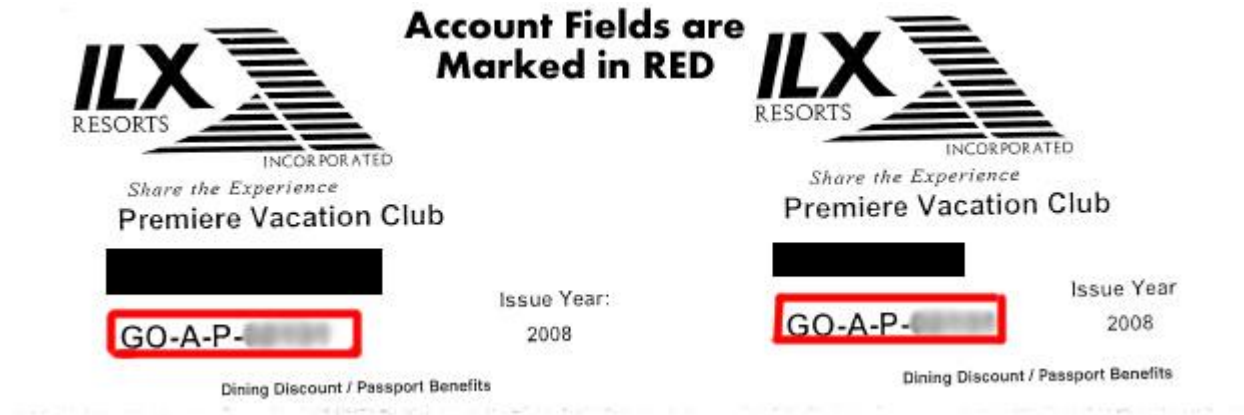 Account Fields are
Marked in RED
ILX
RESORTS
INCORPORATED
Share the Experience
Premiere Vacation Club
GO-A-P-
Issue Year:
2008
Dining Discount / Passport Benefits
ILX
RESORTS
INCORPORATED
Share the Experience
Premiere Vacation Club
GO-A-P-
Issue Year
2008
Dining Discount / Passport Benefits